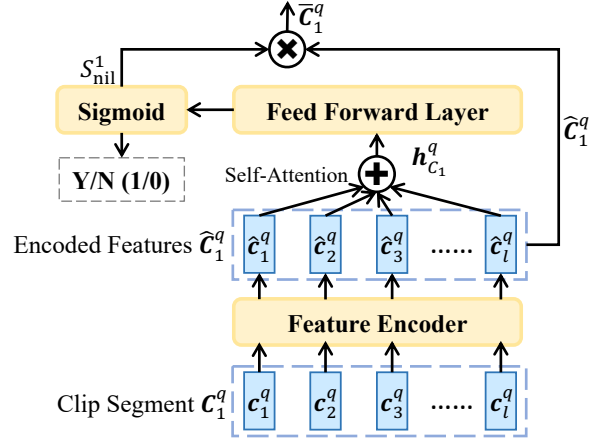 C̅₁^q
S¹_nil
Sigmoid
Feed Forward Layer
Ĉ₁^q
Y/N (1/0)
Self-Attention
h^q_{C₁}
Encoded Features Ĉ₁^q ĉ₁^q ĉ₂^q ĉ₃^q ...... ĉ_l^q
Feature Encoder
Clip Segment C₁^q c₁^q c₂^q c₃^q ...... c_l^q